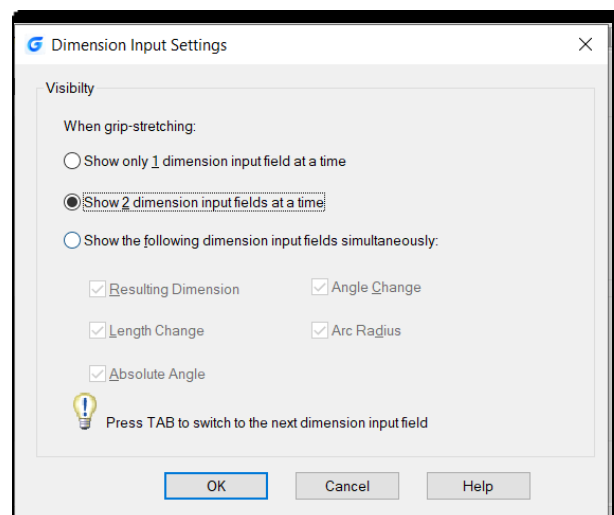 Dimension Input Settings
Visibilty
When grip-stretching:
Show only 1 dimension input field at a time
Show 2 dimension input fields at a time
Show the following dimension input fields simultaneously:
Resulting Dimension
Angle Change
Length Change
Arc Radius
Absolute Angle
Press TAB to switch to the next dimension input field
OK
Cancel
Help